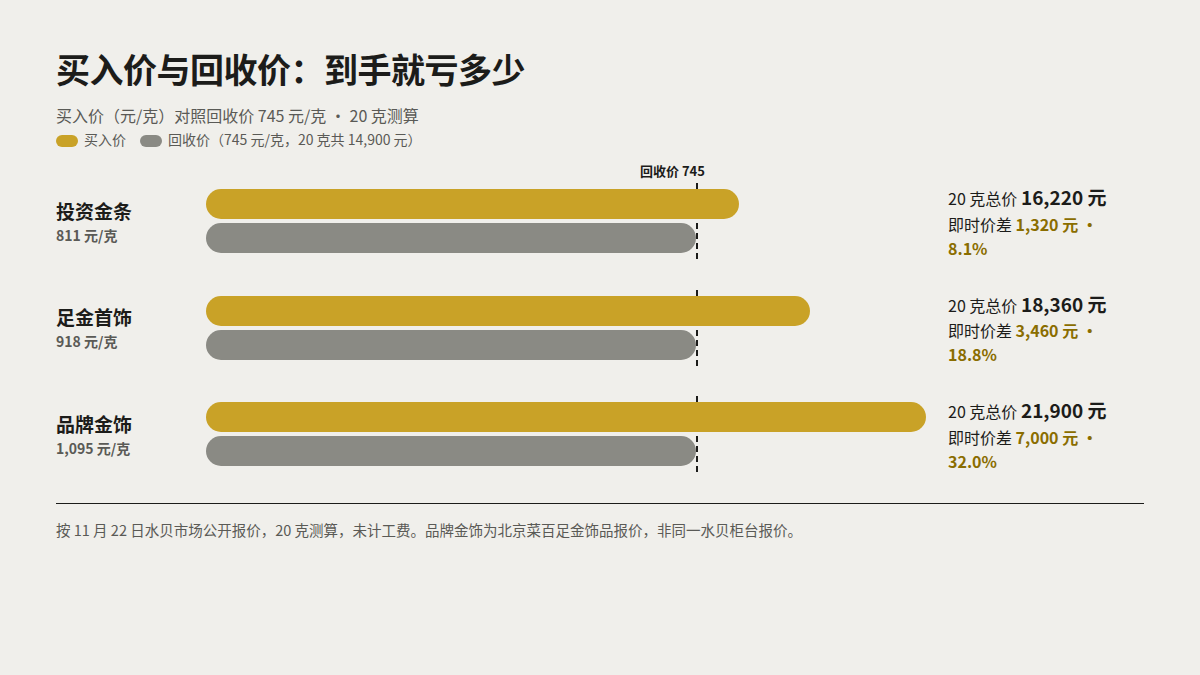 买入价与回收价：到手就亏多少
买入价（元/克）对照回收价 745 元/克 · 20 克测算
买入价 回收价（745 元/克，20 克共 14,900 元）
回收价 745
投资金条
811 元/克
20 克总价 16,220 元
即时价差 1,320 元 ·
8.1%
足金首饰
918 元/克
20 克总价 18,360 元
即时价差 3,460 元 ·
18.8%
品牌金饰
1,095 元/克
20 克总价 21,900 元
即时价差 7,000 元 ·
32.0%
按 11 月 22 日水贝市场公开报价，20 克测算，未计工费。品牌金饰为北京菜百足金饰品报价，非同一水贝柜台报价。